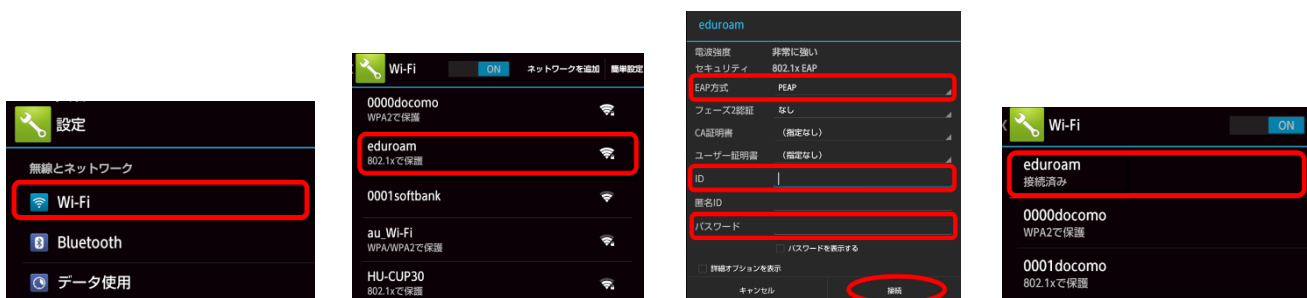 設定
無線とネットワーク
Wi-Fi
Bluetooth
データ使用
Wi-Fi ON ネットワークを追加 簡単設定
0000docomo
WPA2で保護
eduroam
802.1xで保護
0001softbank
au_Wi-Fi
WPA/WPA2で保護
HU-CUP30
802.1xで保護
eduroam
電波強度 非常に強い
セキュリティ 802.1x EAP
EAP方式 PEAP
フェーズ2認証 なし
CA証明書 (指定なし)
ユーザー証明書 (指定なし)
ID
匿名ID
パスワード
パスワードを表示する
詳細オプションを表示
キャンセル 接続
Wi-Fi ON
eduroam
接続済み
0000docomo
WPA2で保護
0001docomo
802.1xで保護